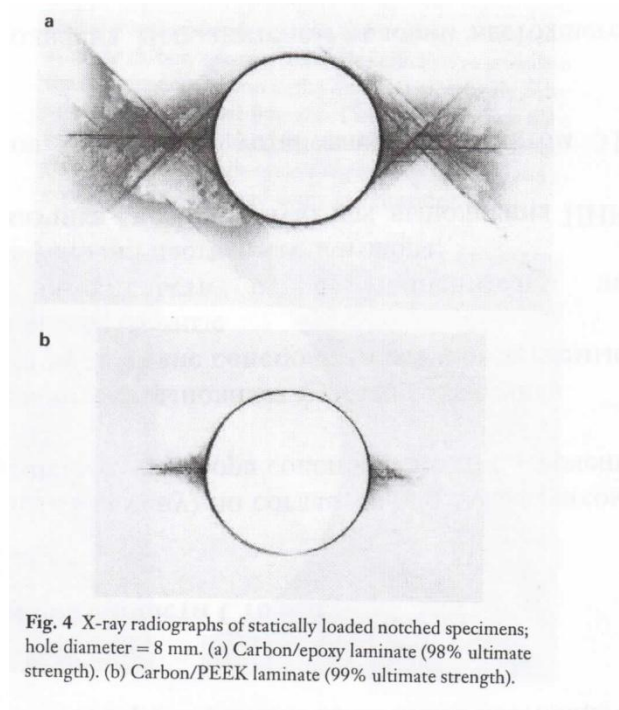 a
b
Fig. 4 X-ray radiographs of statically loaded notched specimens;
hole diameter = 8 mm. (a) Carbon/epoxy laminate (98% ultimate
strength). (b) Carbon/PEEK laminate (99% ultimate strength).